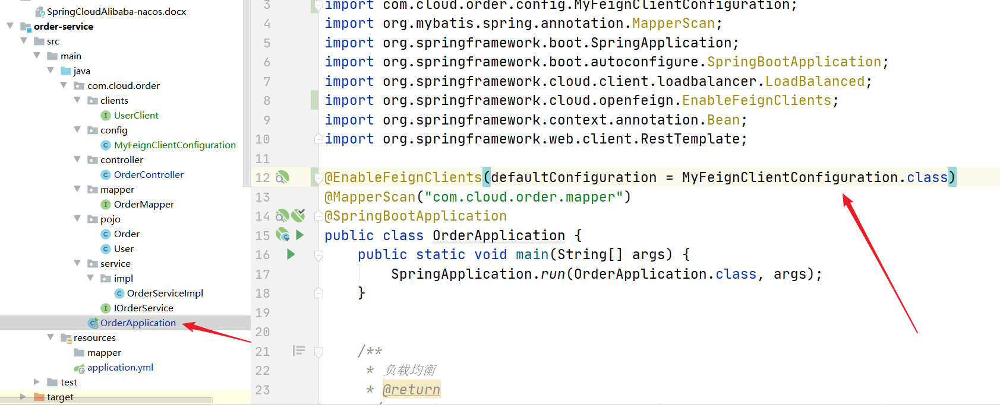 SpringCloudAlibaba-nacos.docx
order-service
src
main
java
com.cloud.order
clients
UserClient
config
MyFeignClientConfiguration
controller
OrderController
mapper
OrderMapper
pojo
Order
User
service
impl
OrderServiceImpl
IOrderService
OrderApplication
resources
mapper
application.yml
test
target
3 import com.cloud.order.config.MyFeignClientConfiguration;
4 import org.mybatis.spring.annotation.MapperScan;
5 import org.springframework.boot.SpringApplication;
6 import org.springframework.boot.autoconfigure.SpringBootApplication;
7 import org.springframework.cloud.client.loadbalancer.LoadBalanced;
8 import org.springframework.cloud.openfeign.EnableFeignClients;
9 import org.springframework.context.annotation.Bean;
10 import org.springframework.web.client.RestTemplate;
11
12 @EnableFeignClients(defaultConfiguration = MyFeignClientConfiguration.class)
13 @MapperScan("com.cloud.order.mapper")
14 @SpringBootApplication
15 public class OrderApplication {
16 public static void main(String[] args) {
17 SpringApplication.run(OrderApplication.class, args);
18 }
19
20
21 /**
22 * 负载均衡
23 * @return